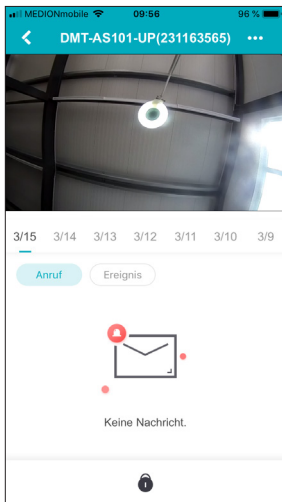 MEDIONmobile 09:56 96 %
DMT-AS101-UP(231163565)
3/15 3/14 3/13 3/12 3/11 3/10 3/9
Anruf Ereignis
Keine Nachricht.